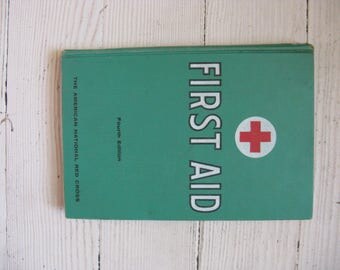 FIRST AID
Fourth Edition
THE AMERICAN NATIONAL RED CROSS